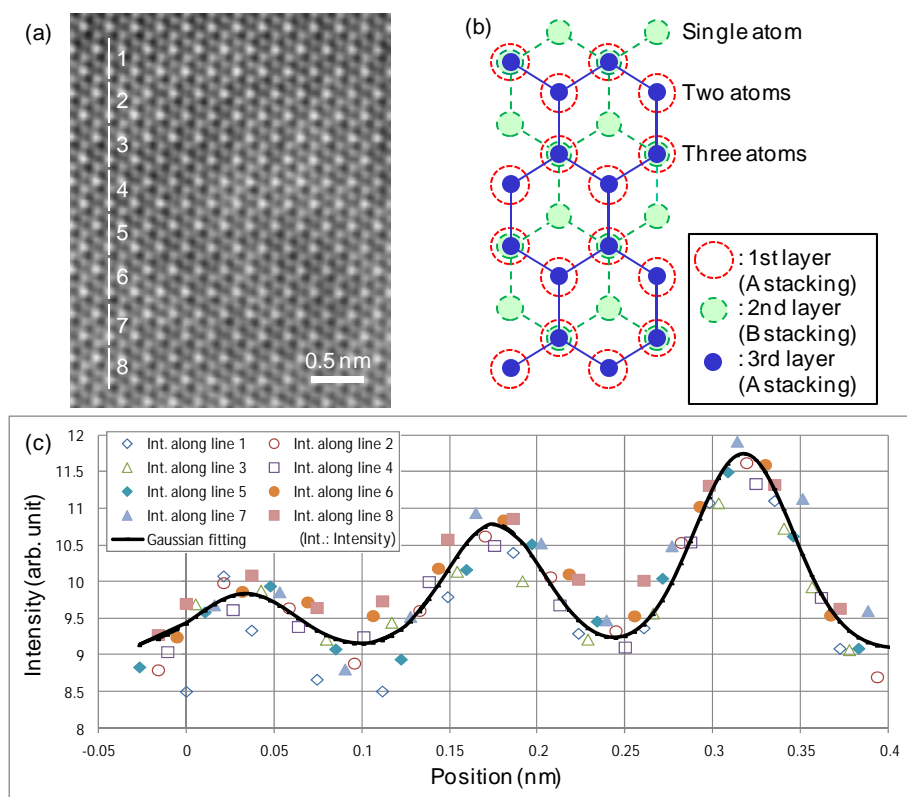 (a)
1
2
3
4
5
6
7
8
0.5 nm
(b)
Single atom
Two atoms
Three atoms
: 1st layer
(A stacking)
: 2nd layer
(B stacking)
: 3rd layer
(A stacking)
(c)
Int. along line 1
Int. along line 2
Int. along line 3
Int. along line 4
Int. along line 5
Int. along line 6
Int. along line 7
Int. along line 8
Gaussian fitting
(Int.: Intensity)
Intensity (arb. unit)
12
11.5
11
10.5
10
9.5
9
8.5
8
-0.05
0
0.05
0.1
0.15
0.2
0.25
0.3
0.35
0.4
Position (nm)